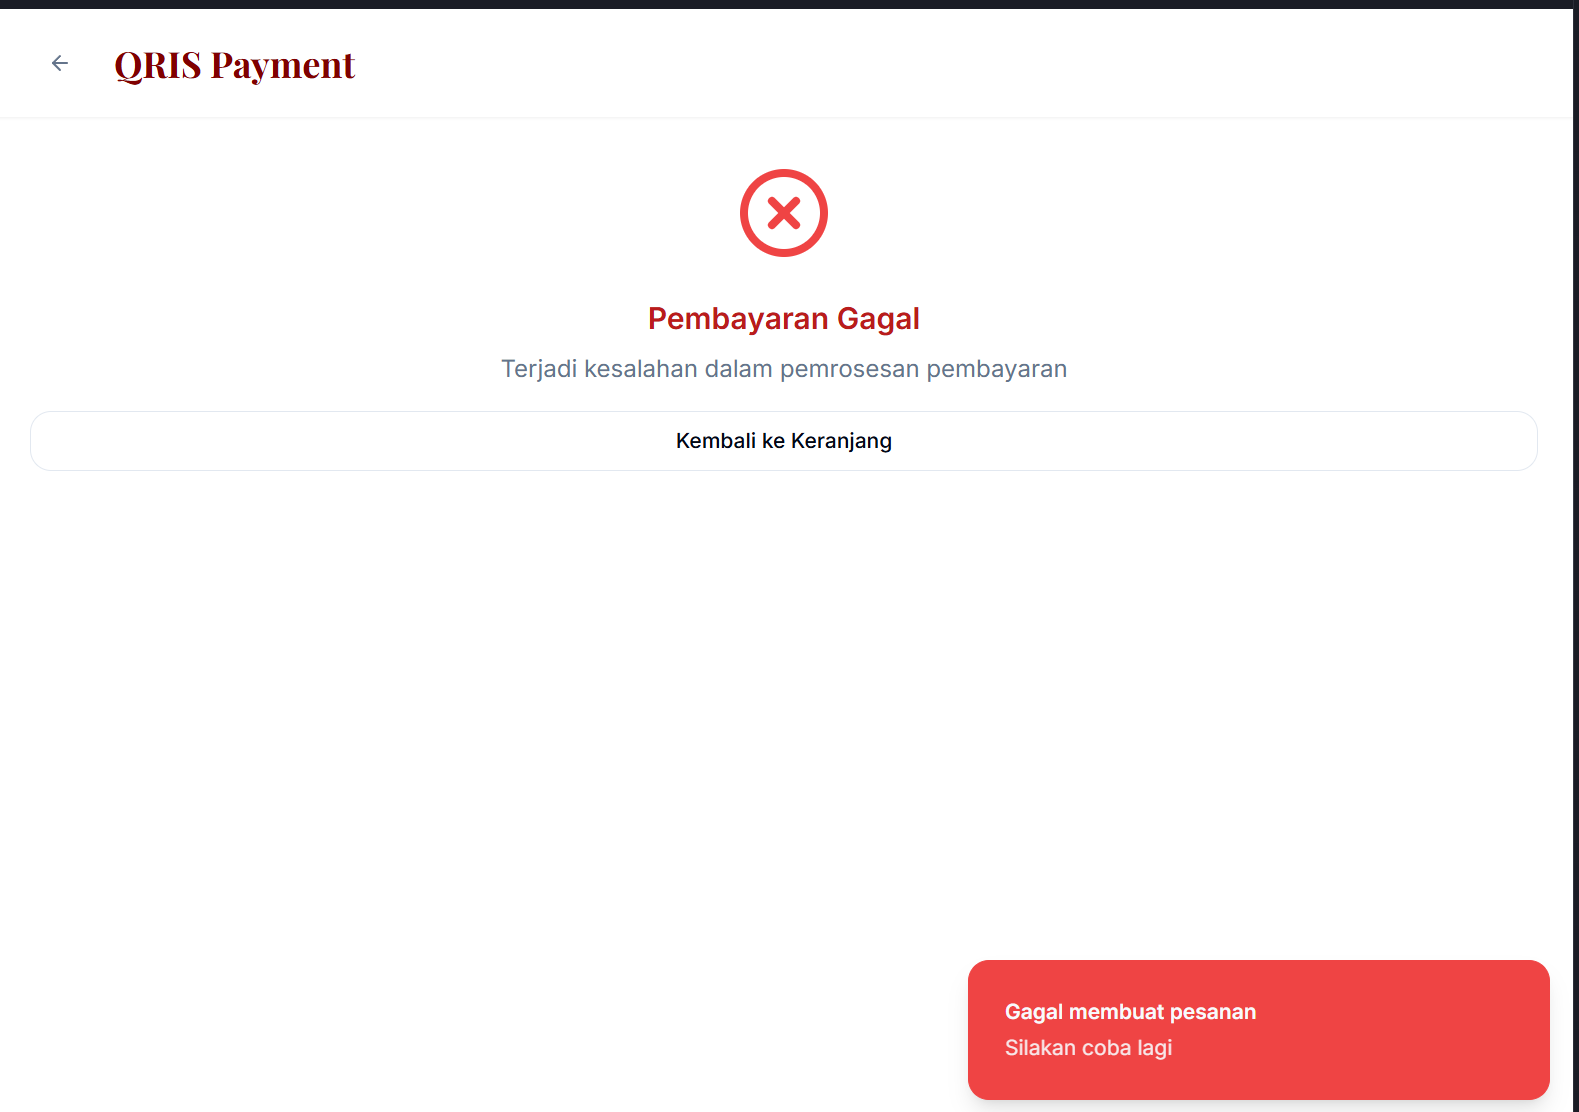 QRIS Payment
Pembayaran Gagal
Terjadi kesalahan dalam pemrosesan pembayaran
Kembali ke Keranjang
Gagal membuat pesanan
Silakan coba lagi